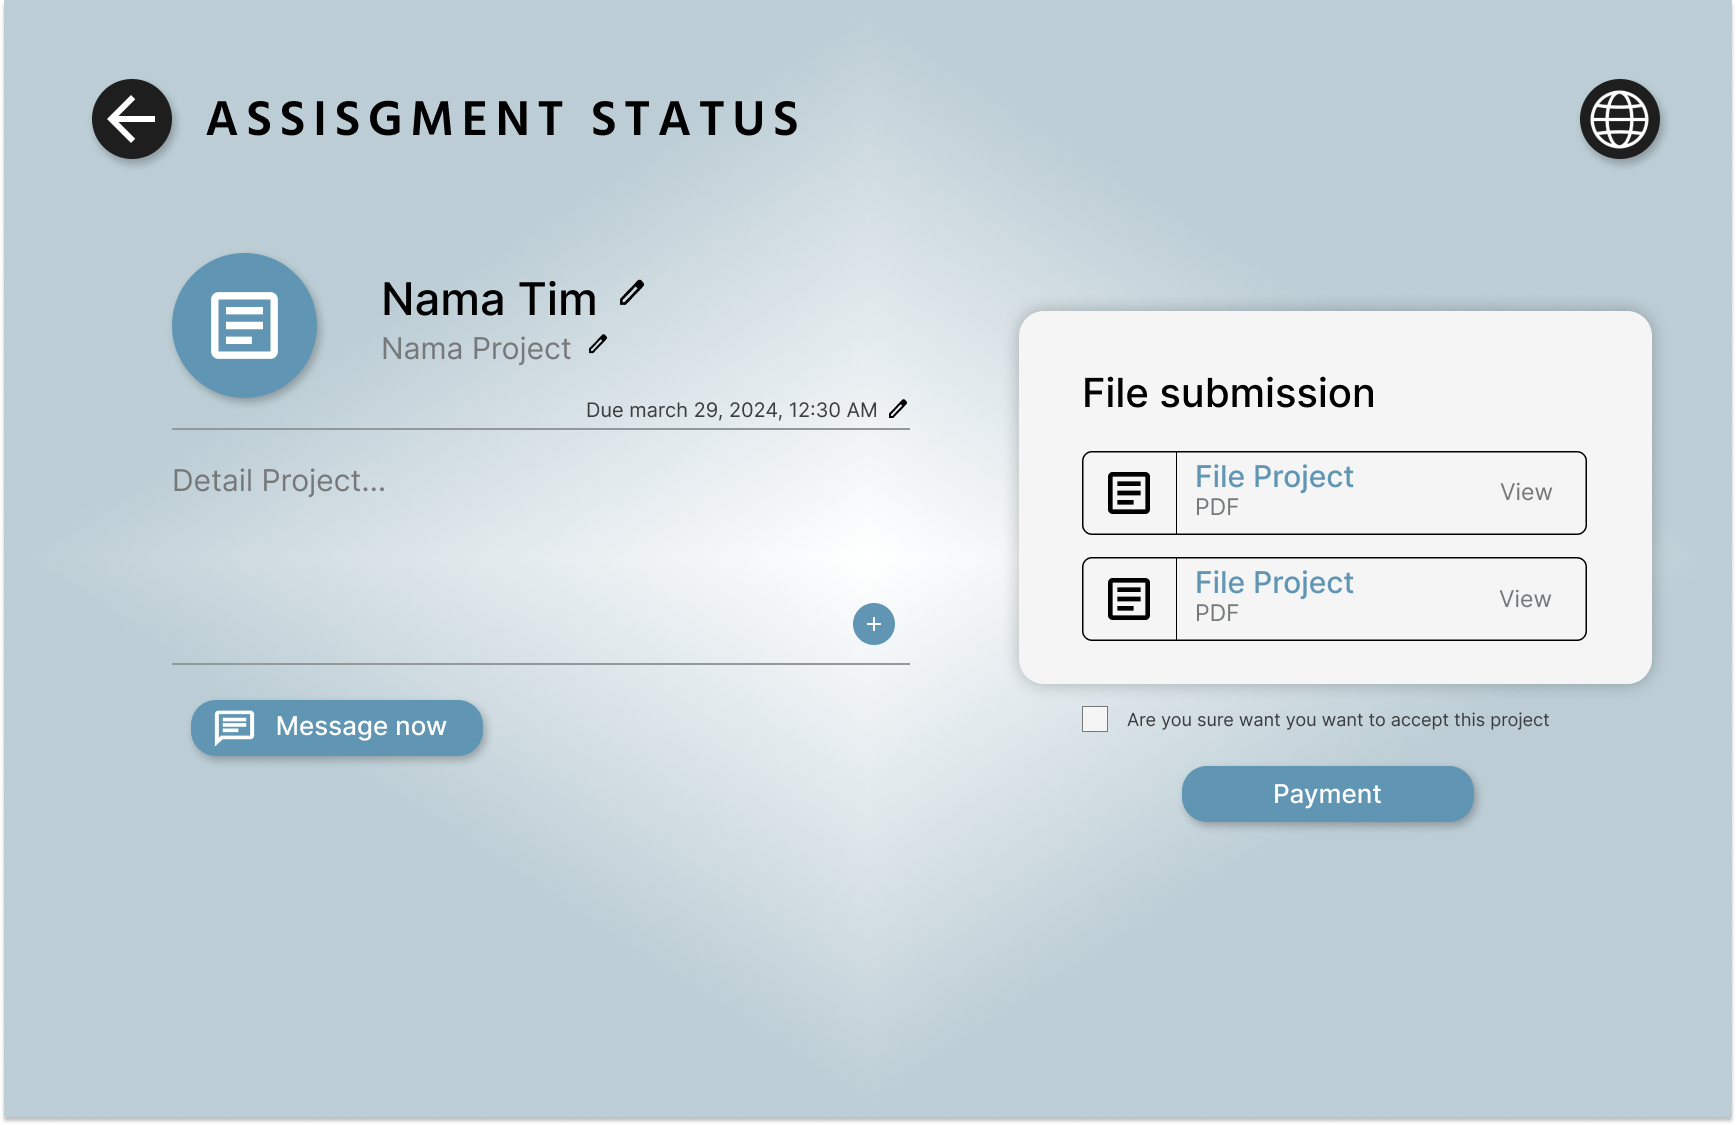 ASSISGMENT STATUS
Nama Tim
Nama Project
Due march 29, 2024, 12:30 AM
Detail Project...
Message now
File submission
File Project
PDF
View
File Project
PDF
View
Are you sure want you want to accept this project
Payment